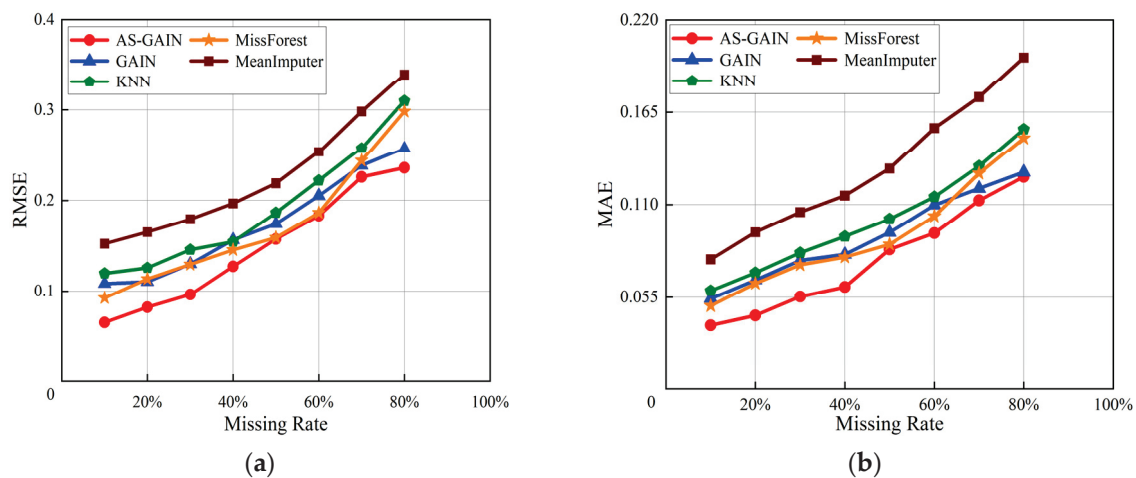 0.4
0.3
0.2
0.1
0
RMSE
AS-GAIN
GAIN
KNN
MissForest
MeanImputer
20% 40% 60% 80% 100%
Missing Rate
(a)
0.220
0.165
0.110
0.055
0
MAE
AS-GAIN
GAIN
KNN
MissForest
MeanImputer
20% 40% 60% 80% 100%
Missing Rate
(b)